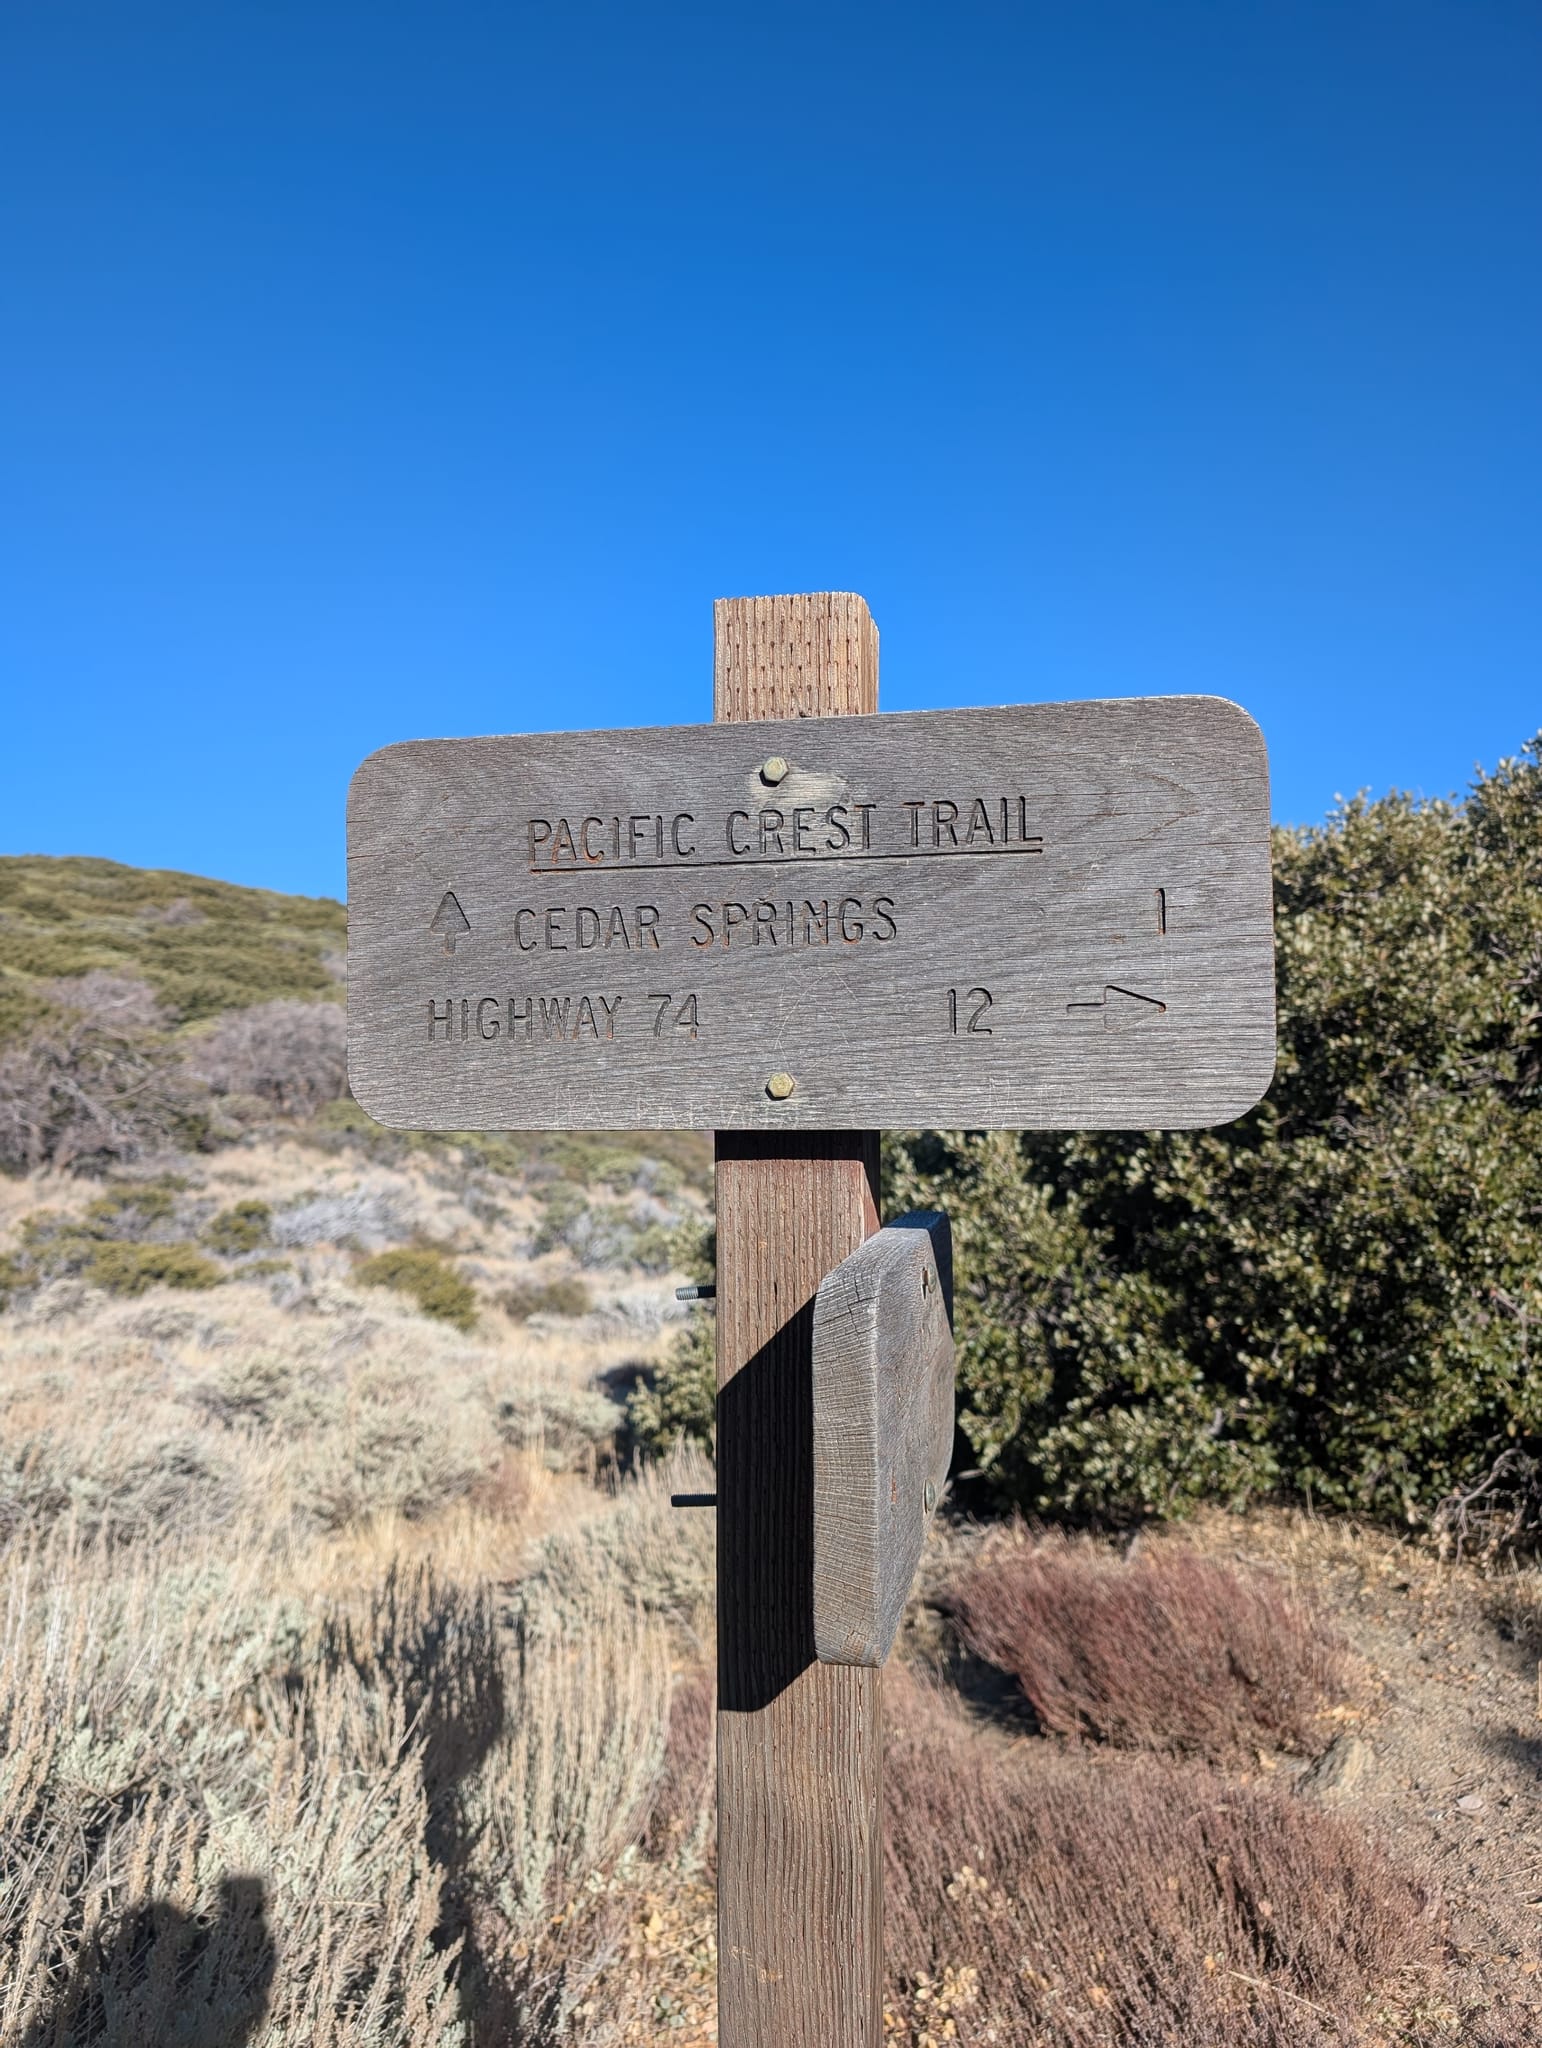 PACIFIC CREST TRAIL
↑ CEDAR SPRINGS 1
HIGHWAY 74 12 →